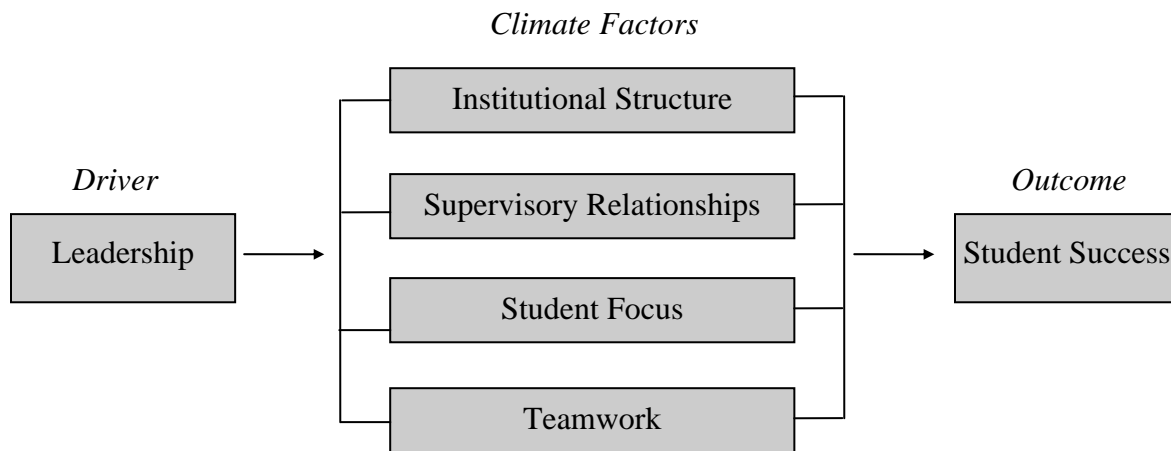 Climate Factors
Institutional Structure
Driver
Supervisory Relationships
Outcome
Leadership
Student Success
Student Focus
Teamwork